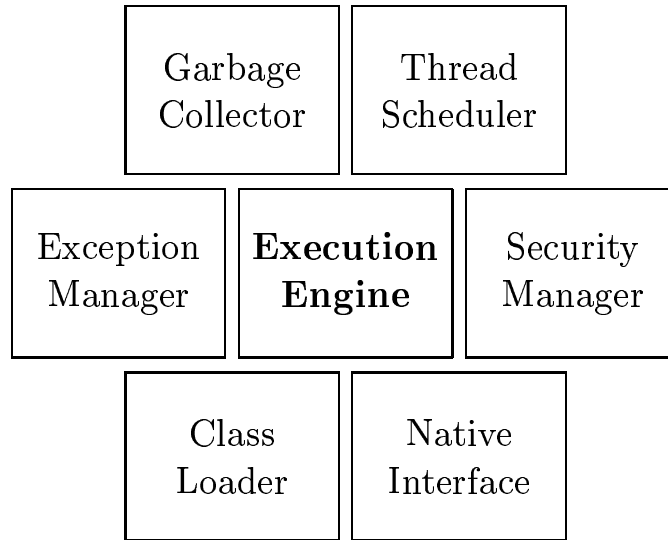 Garbage
Collector
Thread
Scheduler
Exception
Manager
Execution
Engine
Security
Manager
Class
Loader
Native
Interface